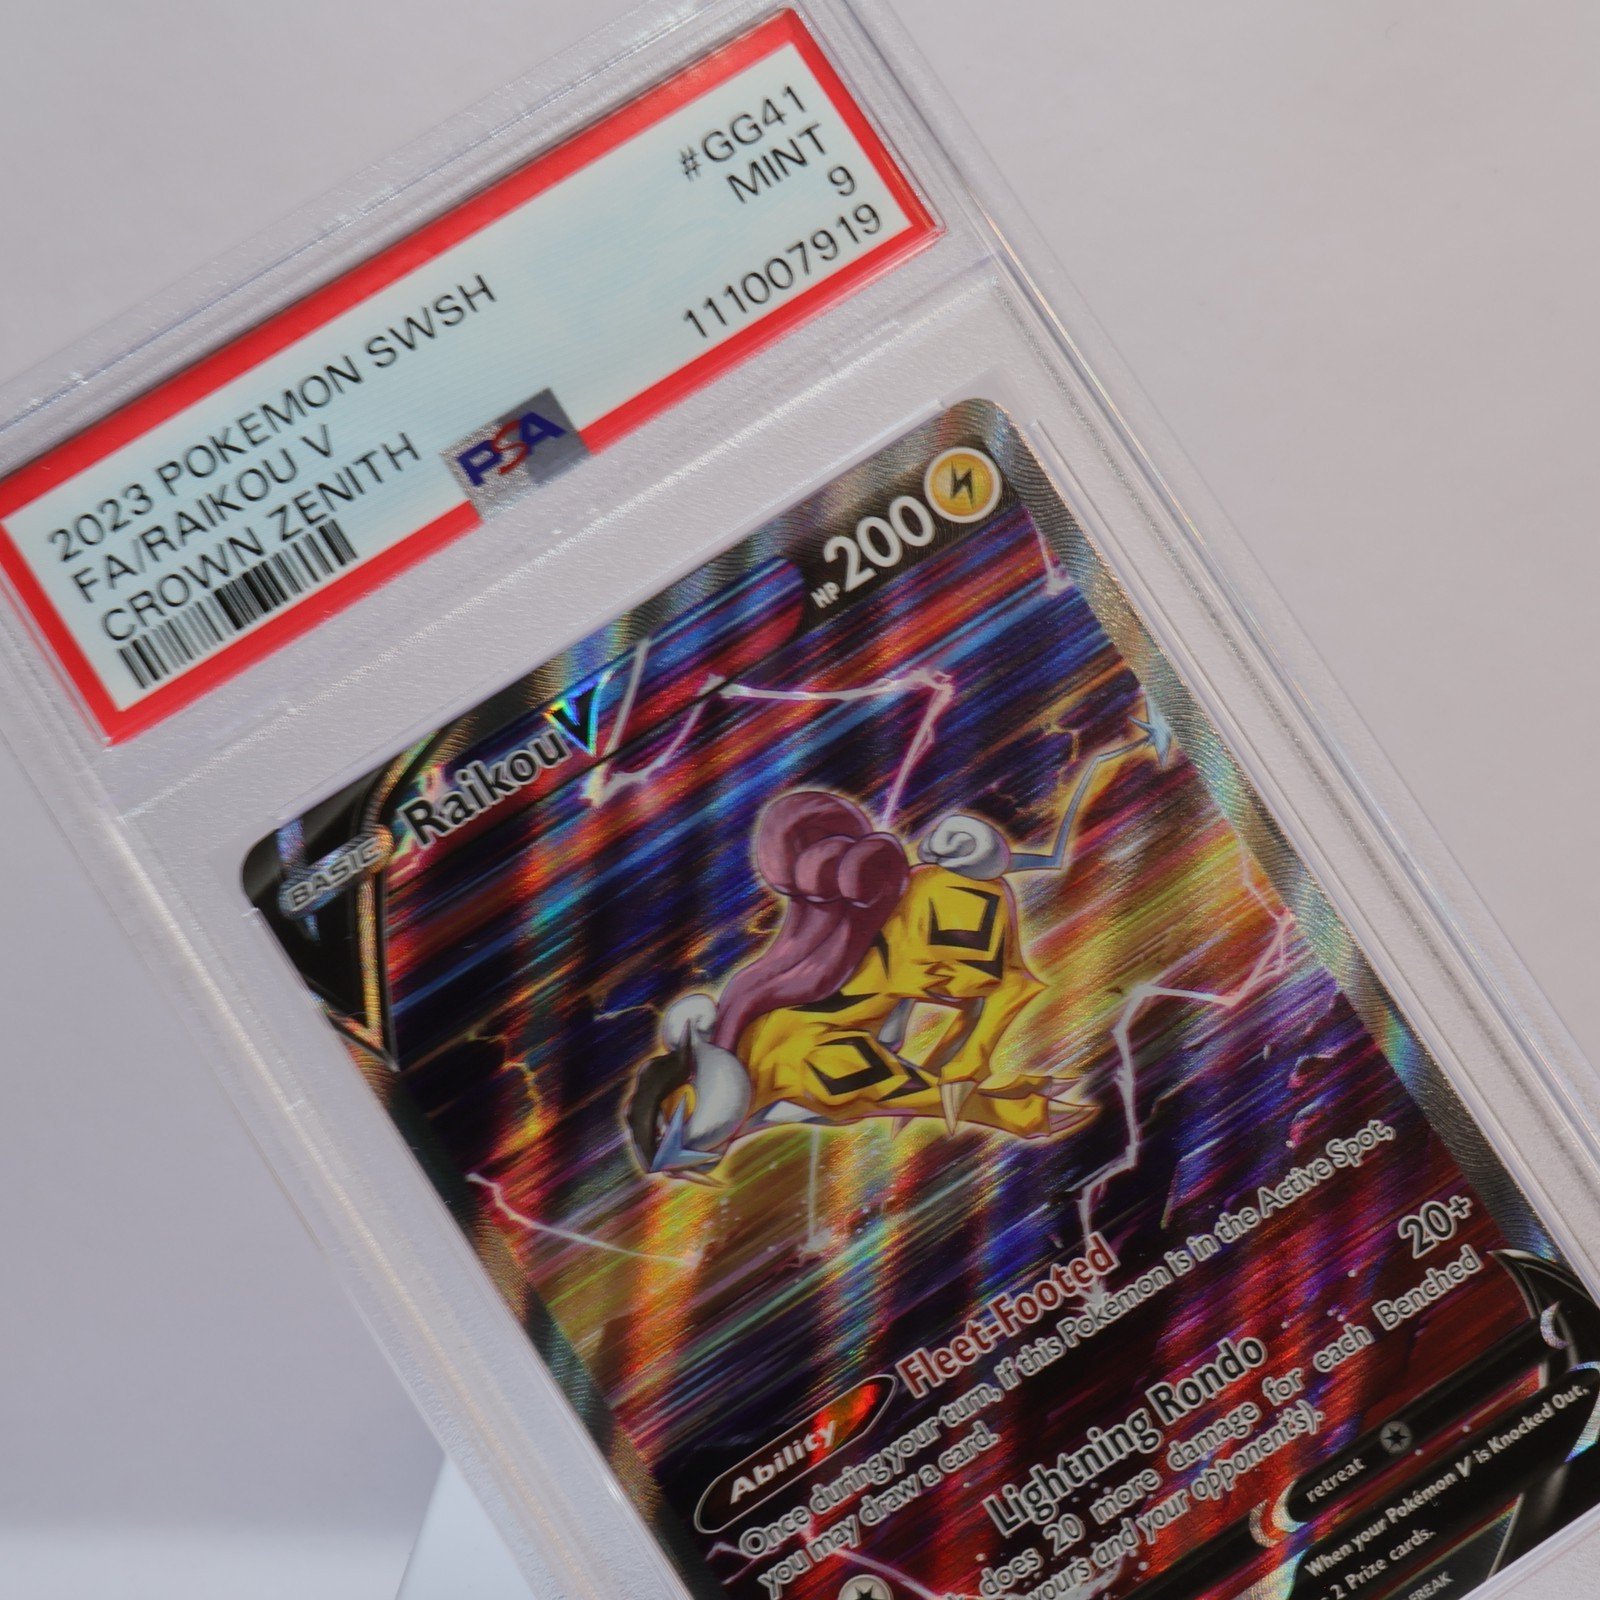 2023 POKEMON SWSH
FA/RAIKOU V
CROWN ZENITH
#GG41
MINT
9
111007919
PSA
BASIC
Raikou V
HP 200
Ability
Fleet-Footed
Once during your turn, if this Pokémon is in the Active Spot,
you may draw a card.
Lightning Rondo
20+
does 20 more damage for each Benched
yours and your opponent's).
retreat
When your Pokémon V is Knocked Out,
2 Prize cards.